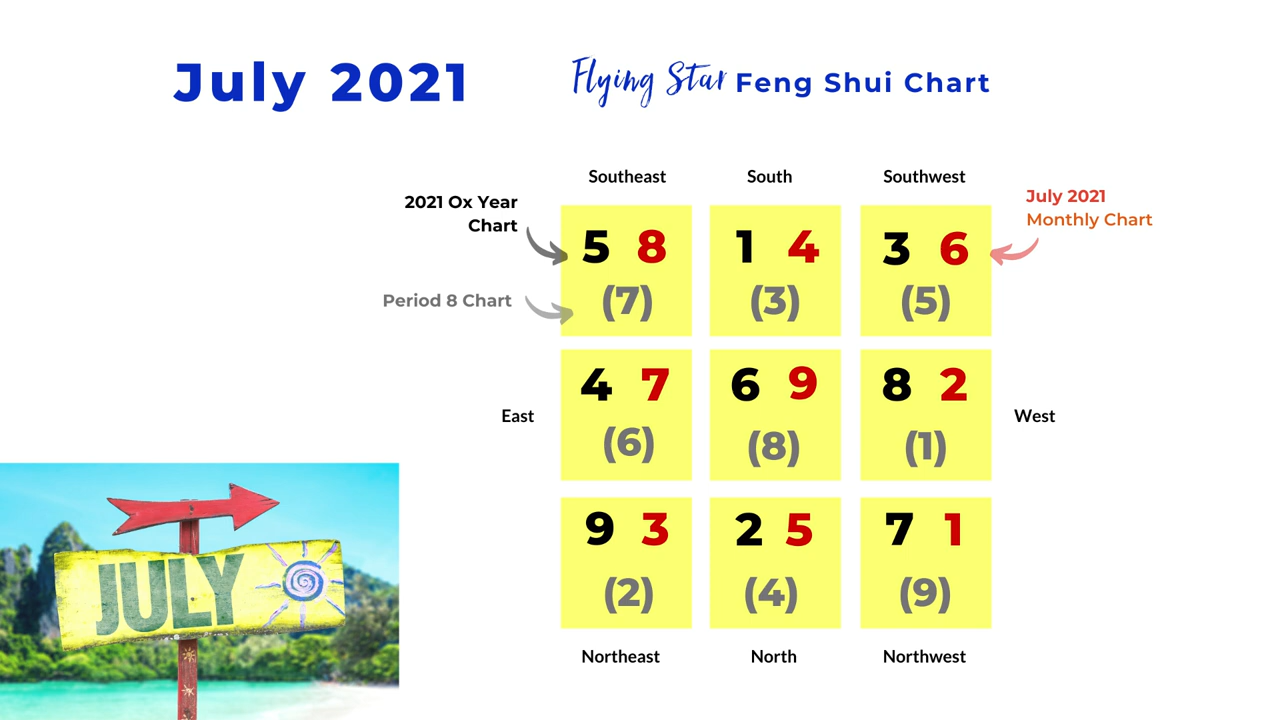 July 2021
Flying Star Feng Shui Chart
Southeast South Southwest
2021 Ox Year
Chart
July 2021
Monthly Chart
Period 8 Chart
5 8 1 4 3 6
(7) (3) (5)
East
4 7 6 9 8 2
(6) (8) (1)
West
9 3 2 5 7 1
(2) (4) (9)
Northeast North Northwest
JULY